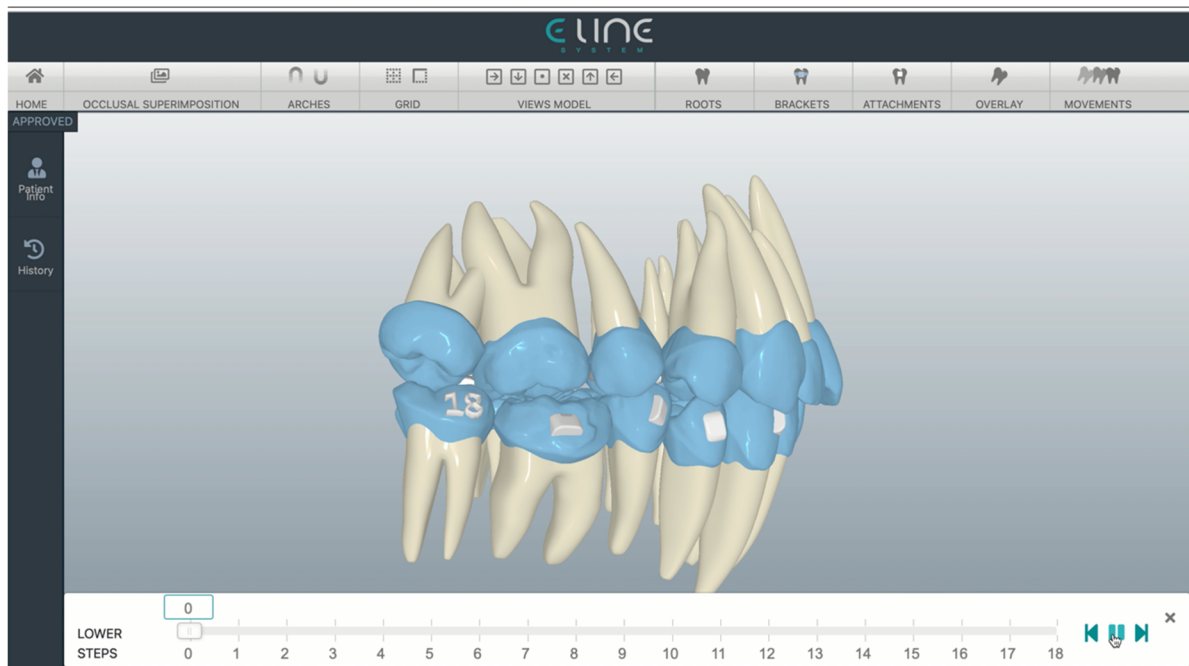 E LINE
SYSTEM
HOME
OCCLUSAL SUPERIMPOSITION
ARCHES
GRID
VIEWS MODEL
ROOTS
BRACKETS
ATTACHMENTS
OVERLAY
MOVEMENTS
APPROVED
Patient
Info
History
18
0
LOWER
STEPS
0 1 2 3 4 5 6 7 8 9 10 11 12 13 14 15 16 17 18